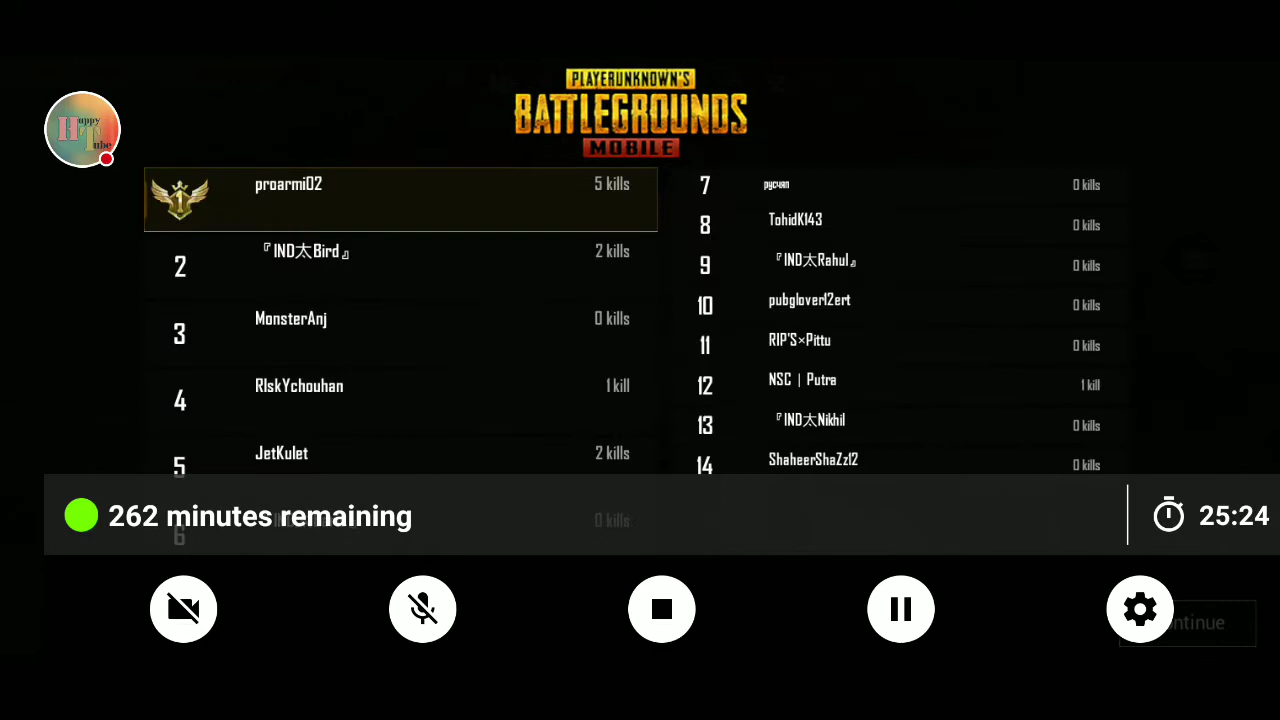 PLAYERUNKNOWN'S
BATTLEGROUNDS
MOBILE
Happy
Tube
proarmi02 5 kills
2 『IND太Bird』 2 kills
3 MonsterAnj 0 kills
4 RIskYchouhan 1 kill
5 JetKulet 2 kills
6 0 kills
7 русчап 0 kills
8 TohidK143 0 kills
9 『IND太Rahul』 0 kills
10 pubglover12ert 0 kills
11 RIP'S×Pittu 0 kills
12 NSC | Putra 1 kill
13 『IND太Nikhil 0 kills
14 ShaheerShaZz12 0 kills
262 minutes remaining
25:24
ntinue